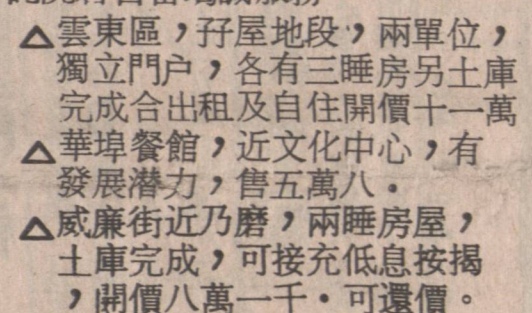 △雲東區，孖屋地段，兩單位，
獨立門户，各有三睡房另土庫
完成合出租及自住開價十一萬
△華埠餐館，近文化中心，有
發展潛力，售五萬八．
△威廉街近乃磨，兩睡房屋，
土庫完成，可接充低息按揭
，開價八萬一千．可還價。